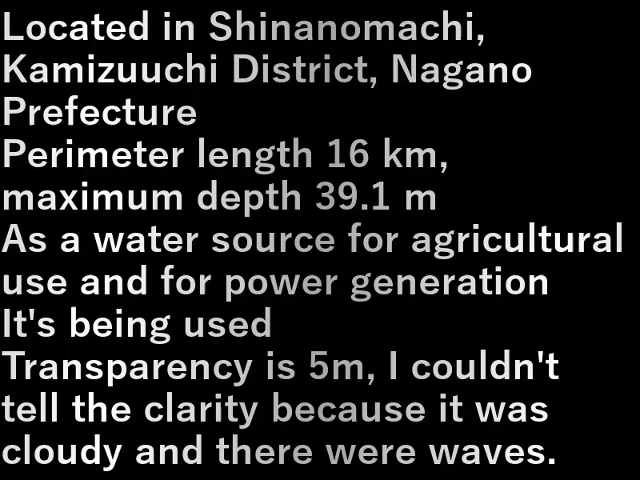 Located in Shinanomachi,
Kamizuuchi District, Nagano
Prefecture
Perimeter length 16 km,
maximum depth 39.1 m
As a water source for agricultural
use and for power generation
It's being used
Transparency is 5m, I couldn't
tell the clarity because it was
cloudy and there were waves.